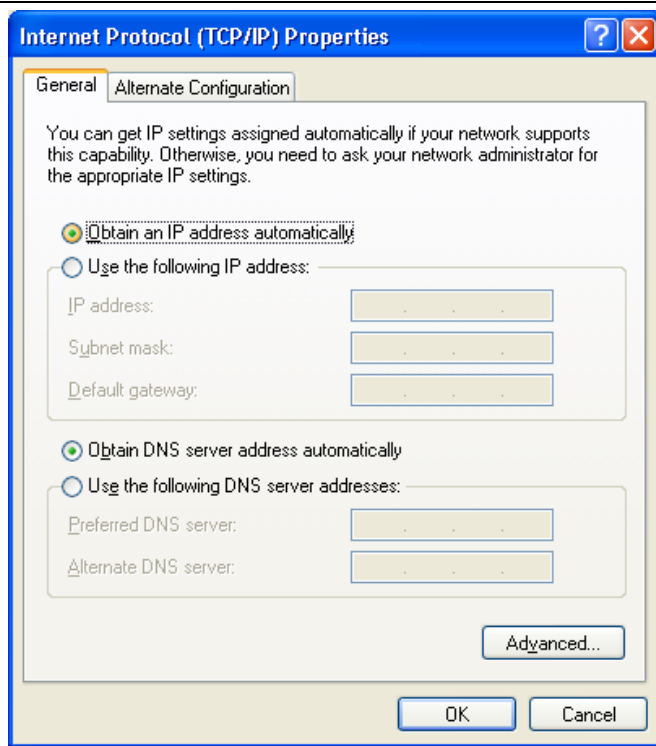 Internet Protocol (TCP/IP) Properties
General
Alternate Configuration
You can get IP settings assigned automatically if your network supports
this capability. Otherwise, you need to ask your network administrator for
the appropriate IP settings.
Obtain an IP address automatically
Use the following IP address:
IP address:
Subnet mask:
Default gateway:
Obtain DNS server address automatically
Use the following DNS server addresses:
Preferred DNS server:
Alternate DNS server:
Advanced...
OK
Cancel